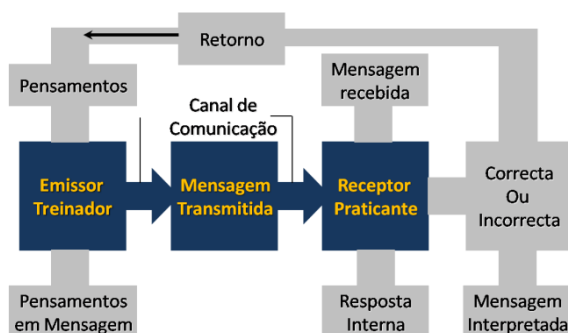 Retorno
Pensamentos
Mensagem
recebida
Canal de
Comunicação
Emissor
Treinador
Mensagem
Transmitida
Receptor
Praticante
Correcta
Ou
Incorrecta
Pensamentos
em Mensagem
Resposta
Interna
Mensagem
Interpretada